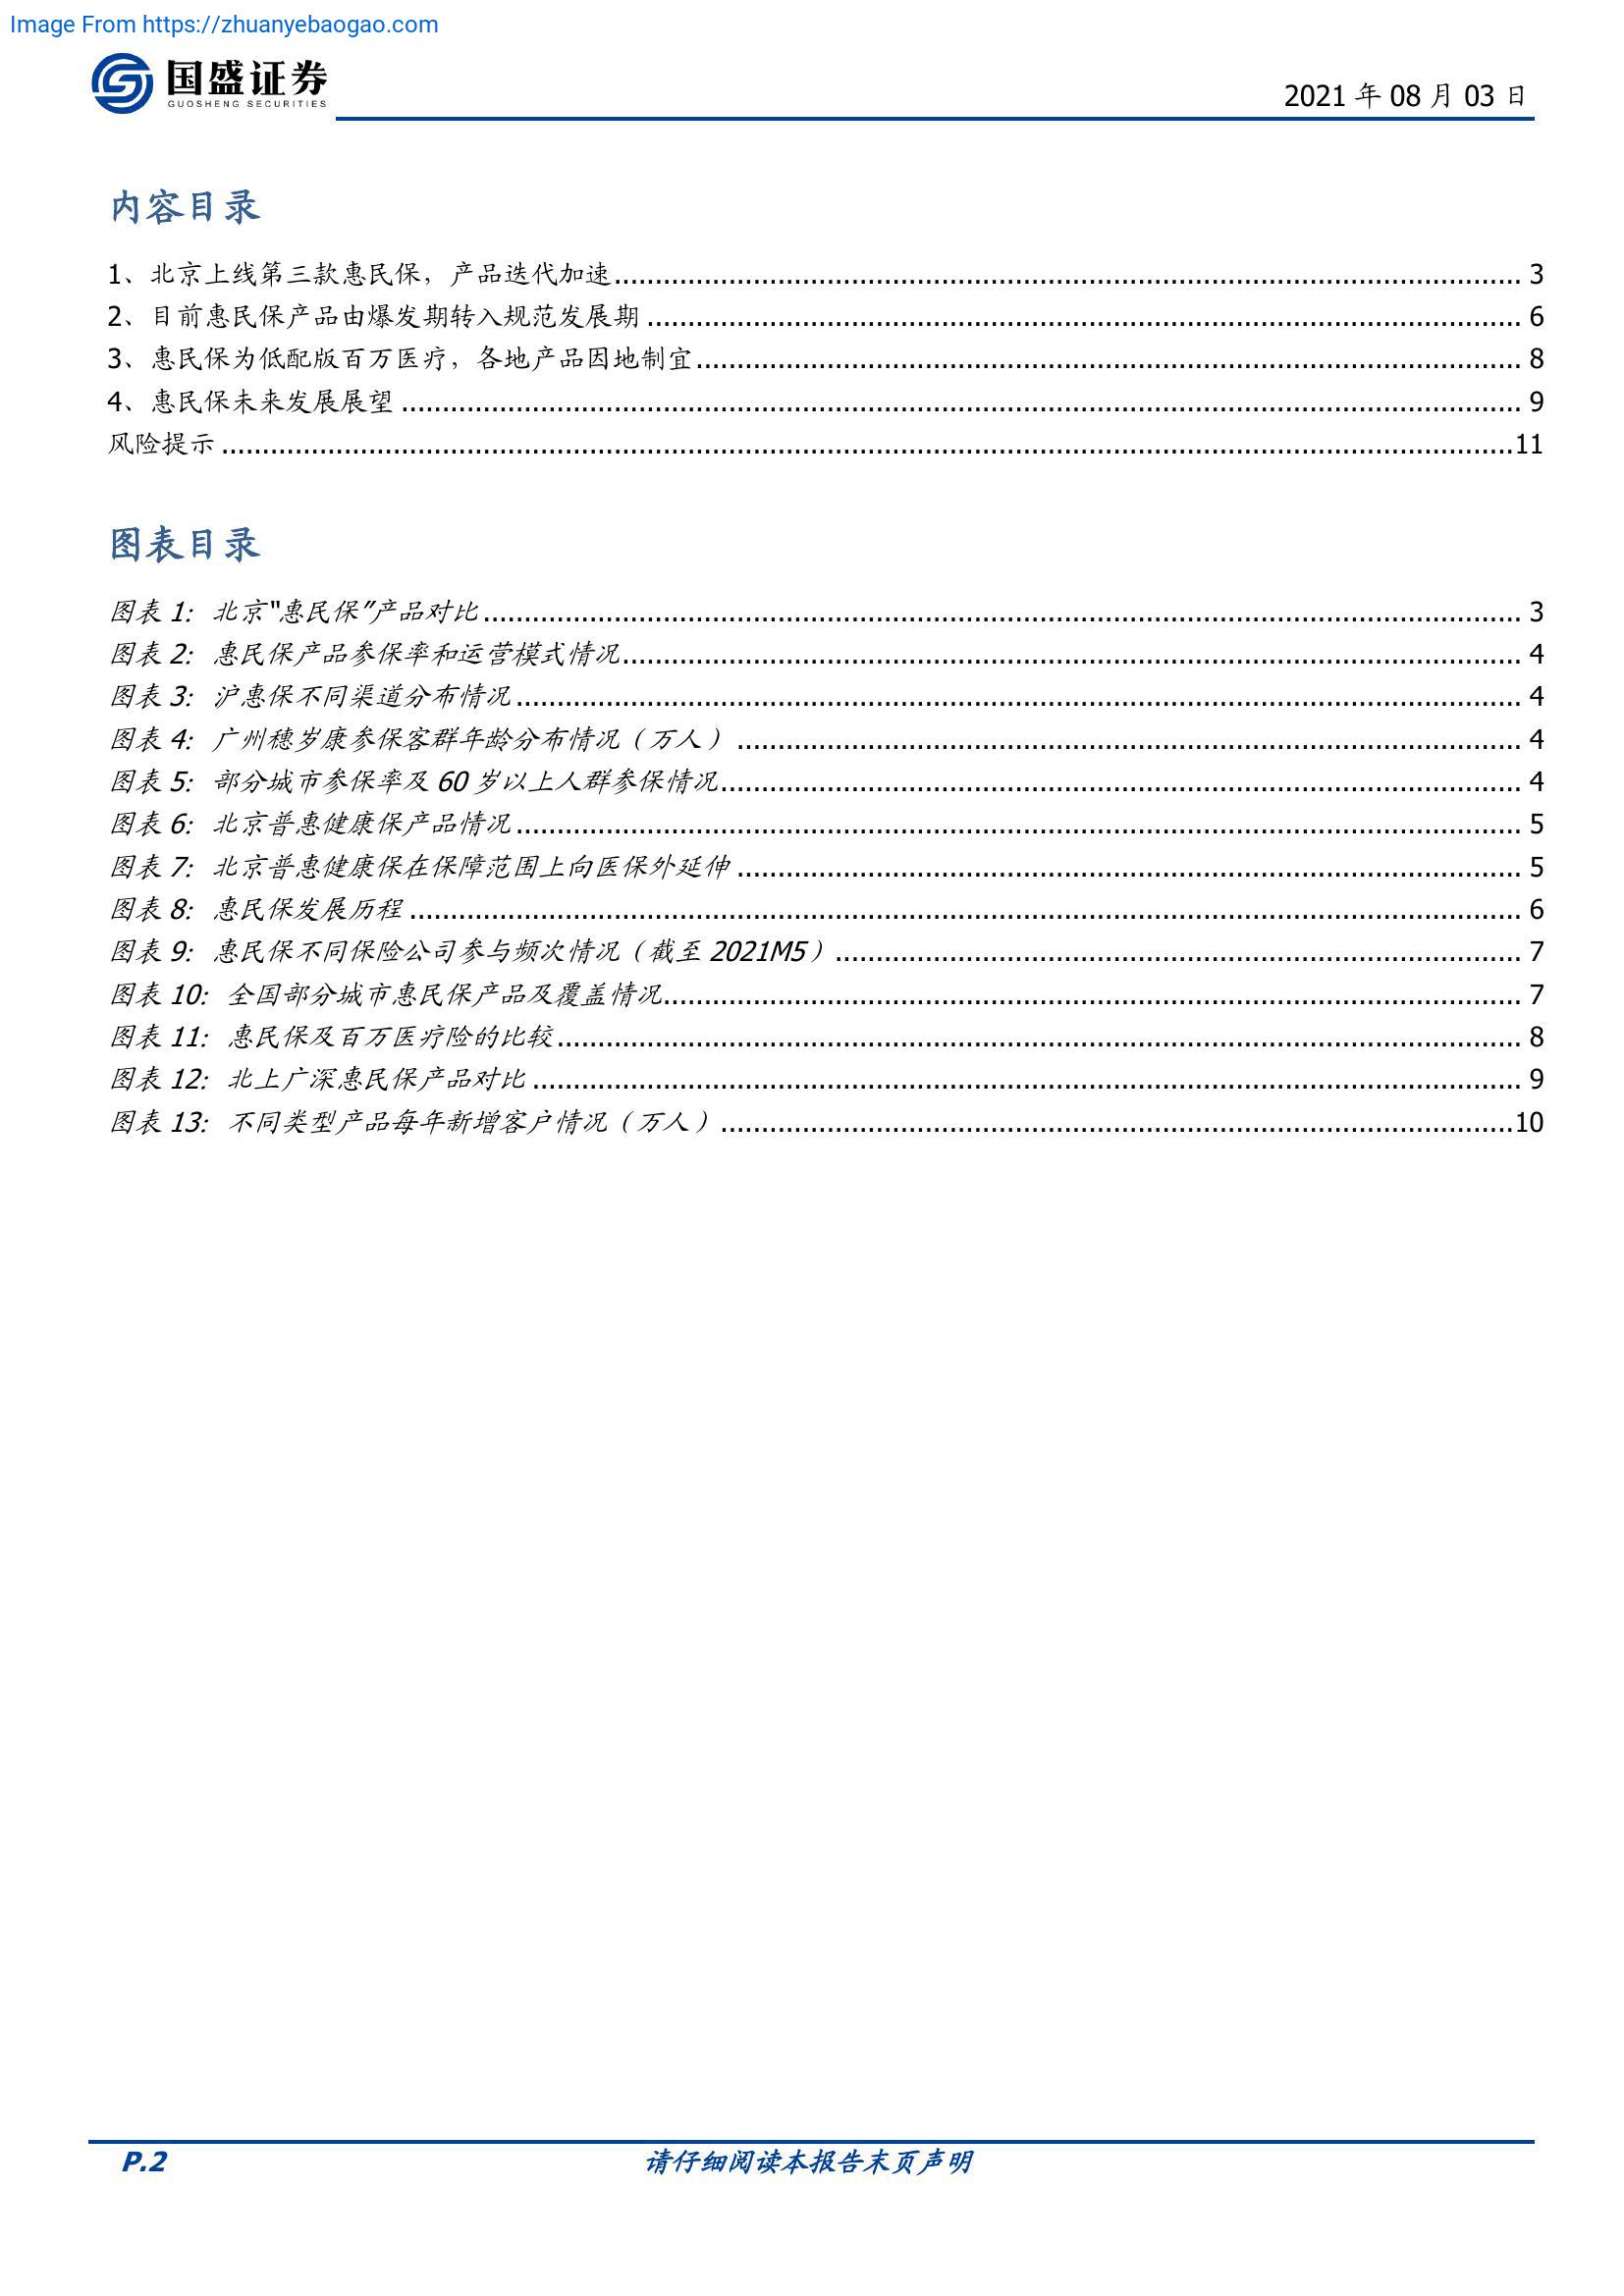 Image From https://zhuanyebaogao.com
国盛证券
GUOSHENG SECURITIES
2021 年 08 月 03 日
内容目录
1、北京上线第三款惠民保，产品迭代加速 3
2、目前惠民保产品由爆发期转入规范发展期 6
3、惠民保为低配版百万医疗，各地产品因地制宜 8
4、惠民保未来发展展望 9
风险提示 11
图表目录
图表 1： 北京"惠民保"产品对比 3
图表 2： 惠民保产品参保率和运营模式情况 4
图表 3： 沪惠保不同渠道分布情况 4
图表 4： 广州穗岁康参保客群年龄分布情况（万人） 4
图表 5： 部分城市参保率及 60 岁以上人群参保情况 4
图表 6： 北京普惠健康保产品情况 5
图表 7： 北京普惠健康保在保障范围上向医保外延伸 5
图表 8： 惠民保发展历程 6
图表 9： 惠民保不同保险公司参与频次情况（截至 2021M5） 7
图表 10： 全国部分城市惠民保产品及覆盖情况 7
图表 11： 惠民保及百万医疗险的比较 8
图表 12： 北上广深惠民保产品对比 9
图表 13： 不同类型产品每年新增客户情况（万人） 10
P.2
请仔细阅读本报告末页声明